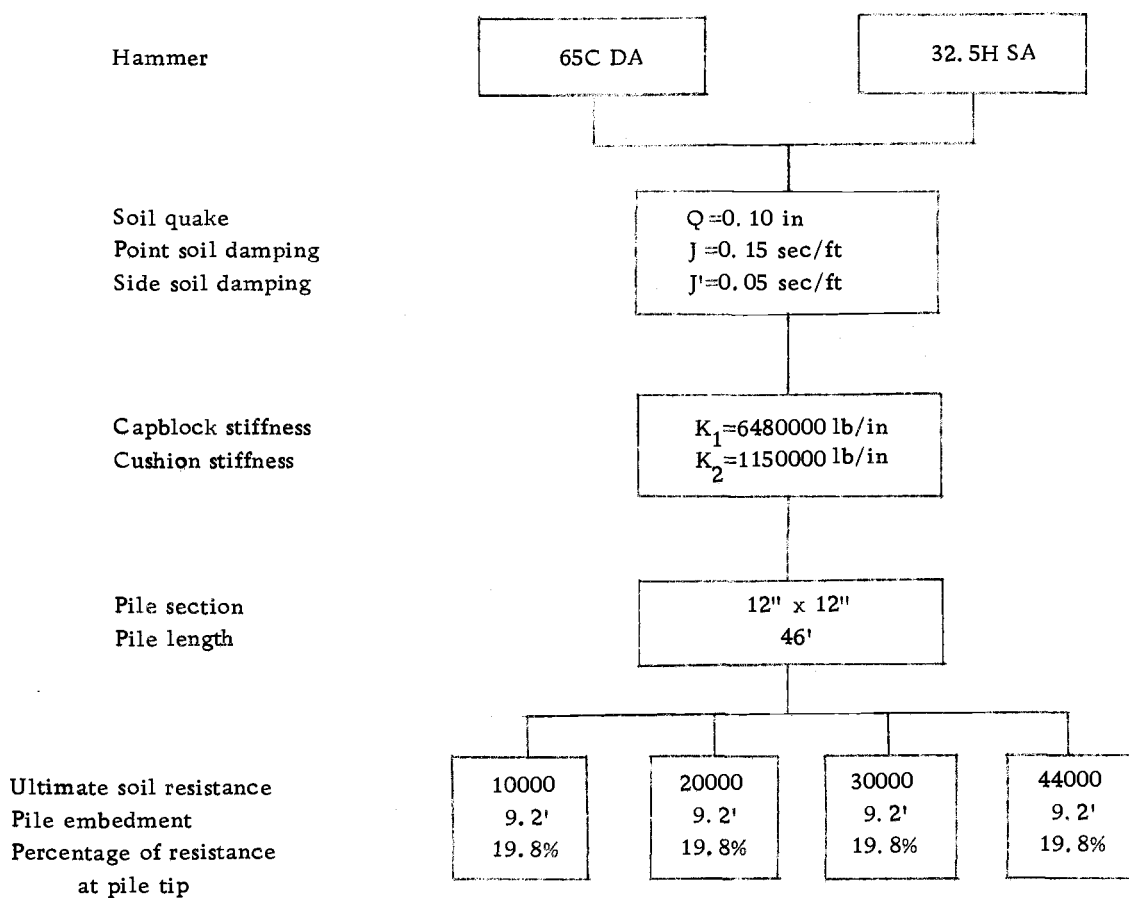 Hammer
65C DA
32.5H SA
Soil quake
Point soil damping
Side soil damping
Q=0.10 in
J=0.15 sec/ft
J'=0.05 sec/ft
Capblock stiffness
Cushion stiffness
K₁=6480000 lb/in
K₂=1150000 lb/in
Pile section
Pile length
12" x 12"
46'
Ultimate soil resistance
Pile embedment
Percentage of resistance
at pile tip
10000
9.2'
19.8%
20000
9.2'
19.8%
30000
9.2'
19.8%
44000
9.2'
19.8%